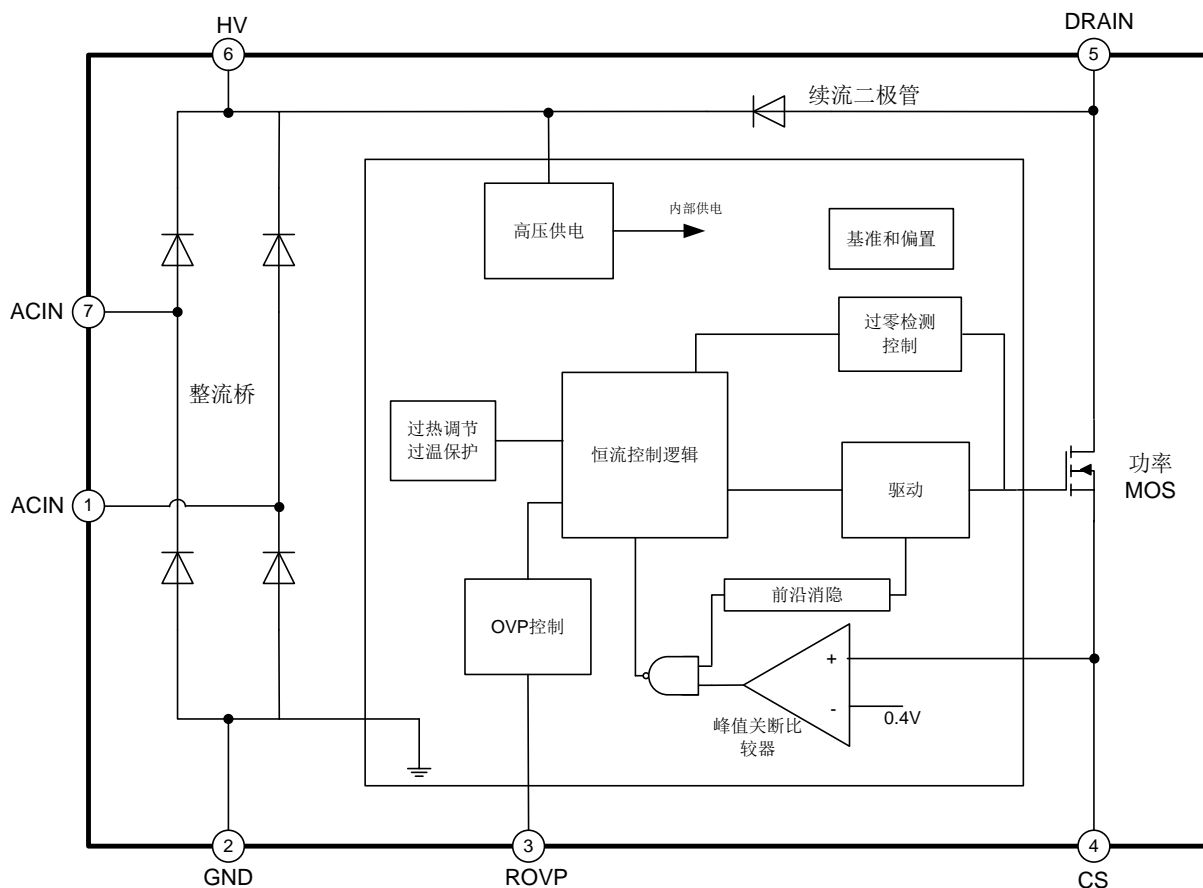 HV
DRAIN
6
5
续流二极管
高压供电
内部供电
基准和偏置
ACIN
7
过零检测
控制
整流桥
过热调节
过温保护
恒流控制逻辑
驱动
功率
MOS
ACIN
1
前沿消隐
OVP控制
+
-
0.4V
峰值关断比
较器
2
3
4
GND
ROVP
CS